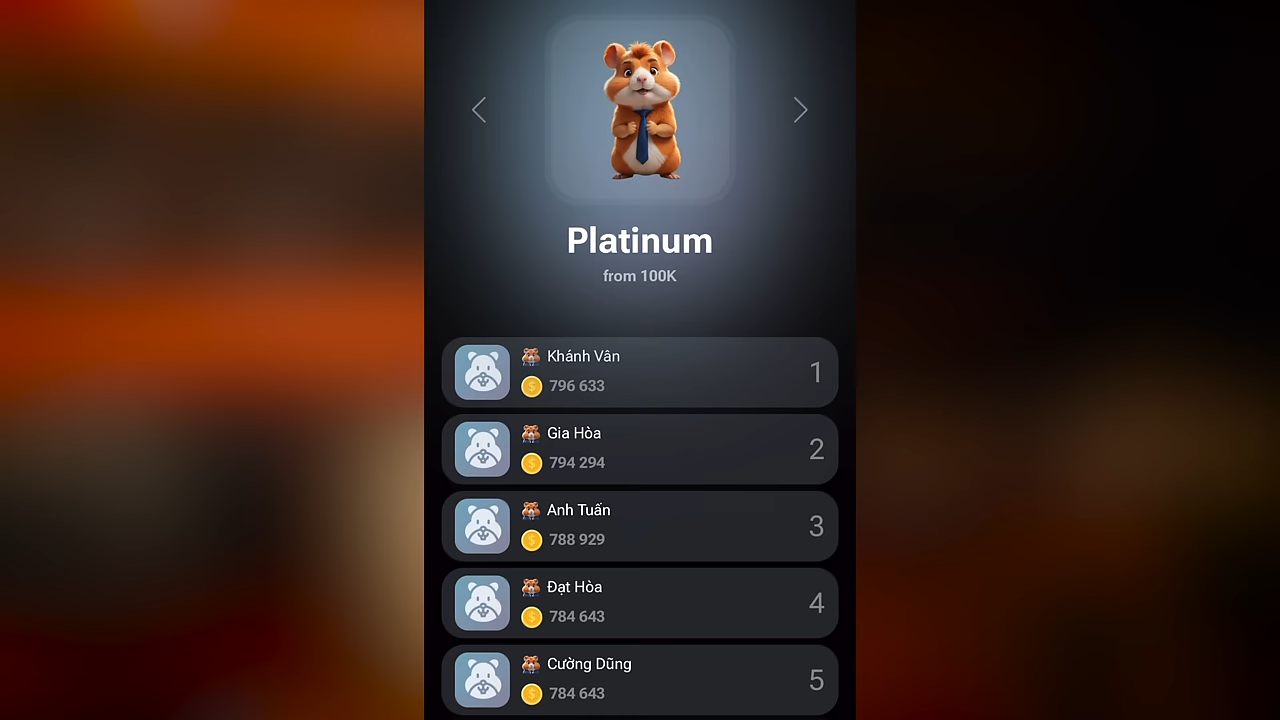 Platinum
from 100K
Khánh Vân
796 633
1
Gia Hòa
794 294
2
Anh Tuấn
788 929
3
Đạt Hòa
784 643
4
Cường Dũng
784 643
5